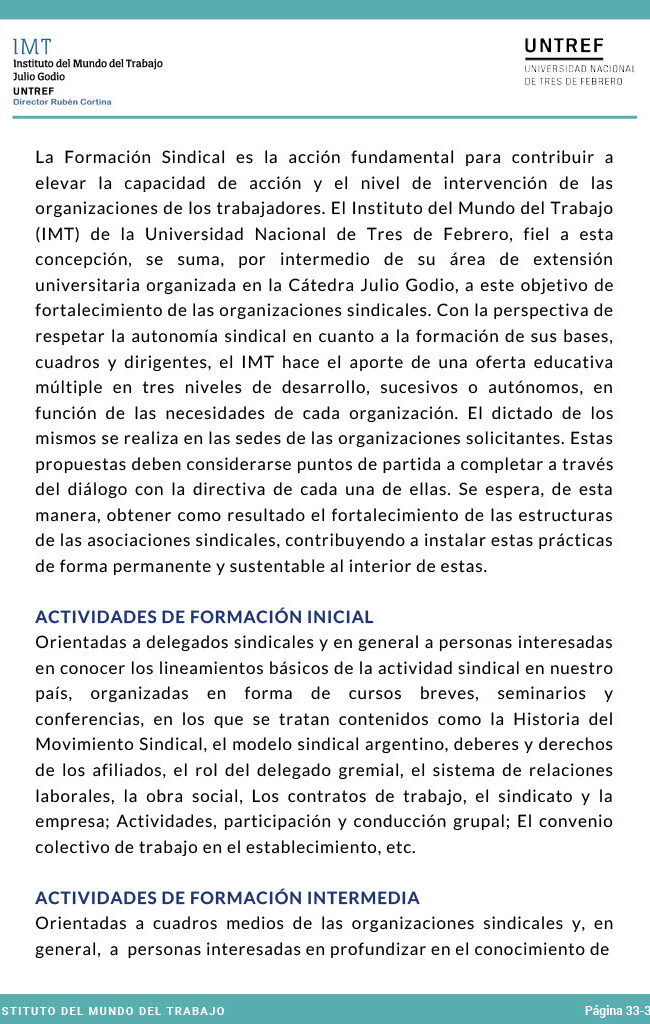 IMT
Instituto del Mundo del Trabajo
Julio Godio
UNTREF
Director Rubén Cortina
UNTREF
UNIVERSIDAD NACIONAL
DE TRES DE FEBRERO
La Formación Sindical es la acción fundamental para contribuir a
elevar la capacidad de acción y el nivel de intervención de las
organizaciones de los trabajadores. El Instituto del Mundo del Trabajo
(IMT) de la Universidad Nacional de Tres de Febrero, fiel a esta
concepción, se suma, por intermedio de su área de extensión
universitaria organizada en la Cátedra Julio Godio, a este objetivo de
fortalecimiento de las organizaciones sindicales. Con la perspectiva de
respetar la autonomía sindical en cuanto a la formación de sus bases,
cuadros y dirigentes, el IMT hace el aporte de una oferta educativa
múltiple en tres niveles de desarrollo, sucesivos o autónomos, en
función de las necesidades de cada organización. El dictado de los
mismos se realiza en las sedes de las organizaciones solicitantes. Estas
propuestas deben considerarse puntos de partida a completar a través
del diálogo con la directiva de cada una de ellas. Se espera, de esta
manera, obtener como resultado el fortalecimiento de las estructuras
de las asociaciones sindicales, contribuyendo a instalar estas prácticas
de forma permanente y sustentable al interior de estas.
ACTIVIDADES DE FORMACIÓN INICIAL
Orientadas a delegados sindicales y en general a personas interesadas
en conocer los lineamientos básicos de la actividad sindical en nuestro
país, organizadas en forma de cursos breves, seminarios y
conferencias, en los que se tratan contenidos como la Historia del
Movimiento Sindical, el modelo sindical argentino, deberes y derechos
de los afiliados, el rol del delegado gremial, el sistema de relaciones
laborales, la obra social, Los contratos de trabajo, el sindicato y la
empresa; Actividades, participación y conducción grupal; El convenio
colectivo de trabajo en el establecimiento, etc.
ACTIVIDADES DE FORMACIÓN INTERMEDIA
Orientadas a cuadros medios de las organizaciones sindicales y, en
general, a personas interesadas en profundizar en el conocimiento de
STITUTO DEL MUNDO DEL TRABAJO
Página 33-3